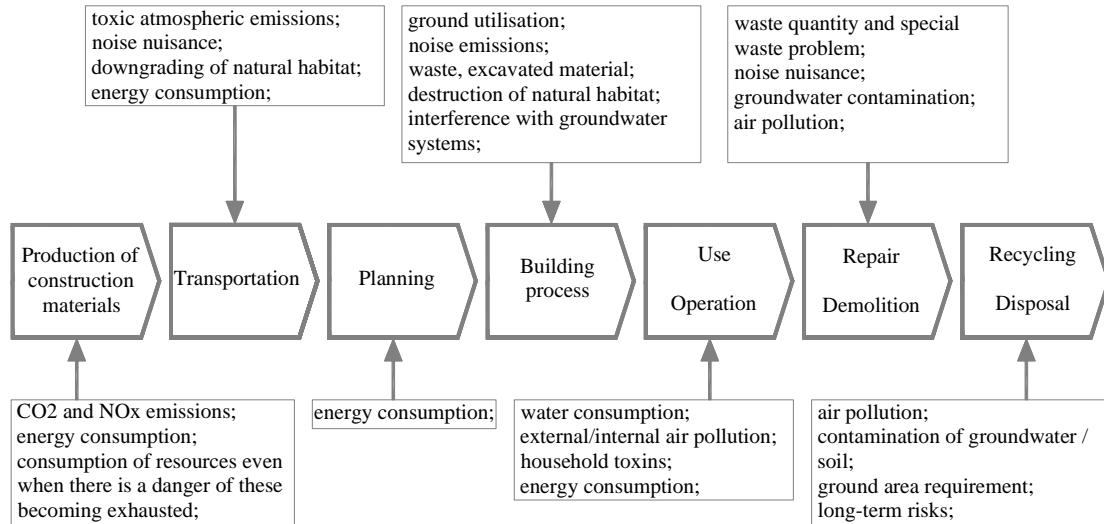 toxic atmospheric emissions;
noise nuisance;
downgrading of natural habitat;
energy consumption;
ground utilisation;
noise emissions;
waste, excavated material;
destruction of natural habitat;
interference with groundwater
systems;
waste quantity and special
waste problem;
noise nuisance;
groundwater contamination;
air pollution;
Production of
construction
materials
Transportation
Planning
Building
process
Use
Operation
Repair
Demolition
Recycling
Disposal
CO2 and NOx emissions;
energy consumption;
consumption of resources even
when there is a danger of these
becoming exhausted;
energy consumption;
water consumption;
external/internal air pollution;
household toxins;
energy consumption;
air pollution;
contamination of groundwater /
soil;
ground area requirement;
long-term risks;